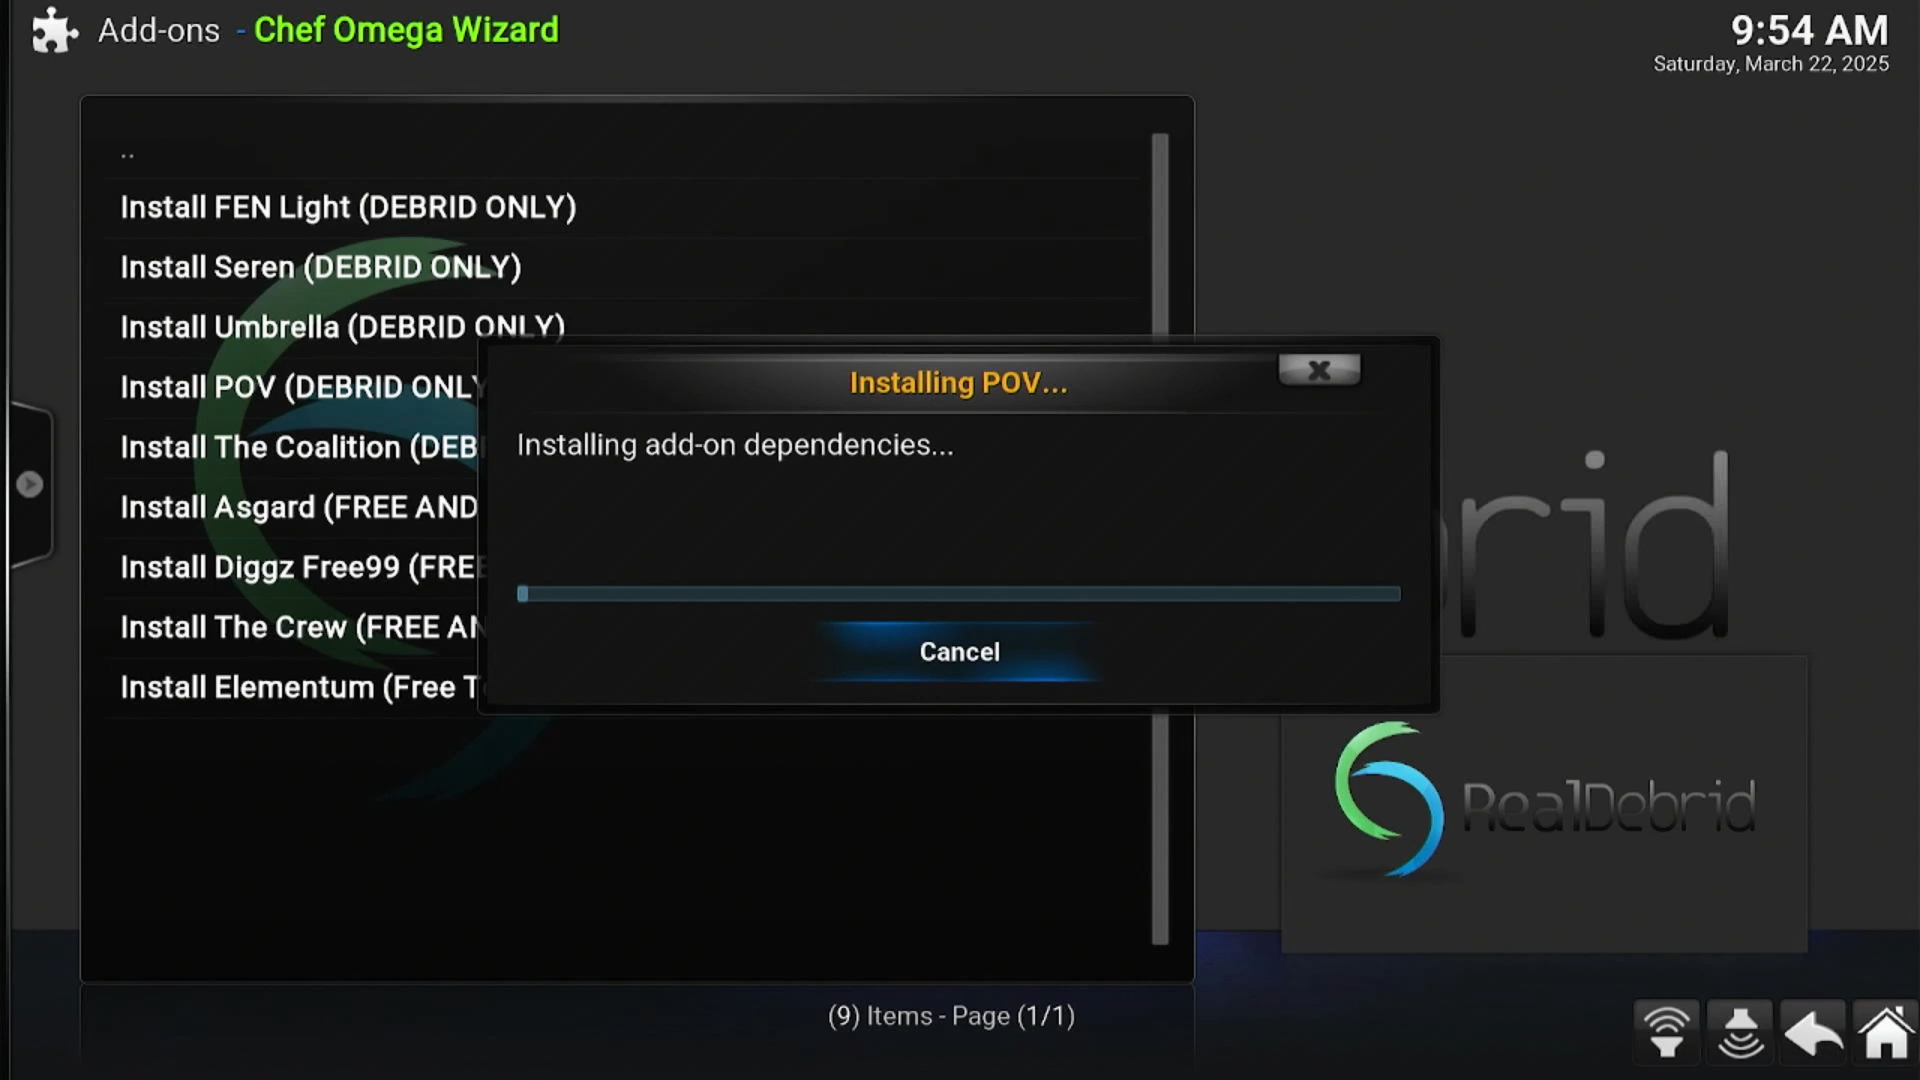 Add-ons - Chef Omega Wizard
9:54 AM
Saturday, March 22, 2025
..
Install FEN Light (DEBRID ONLY)
Install Seren (DEBRID ONLY)
Install Umbrella (DEBRID ONLY)
Install POV (DEBRID ONLY
Install The Coalition (DEB
Install Asgard (FREE AND
Install Diggz Free99 (FREE
Install The Crew (FREE AN
Install Elementum (Free T
Installing POV...
Installing add-on dependencies...
Cancel
brid
RealDebrid
(9) Items - Page (1/1)